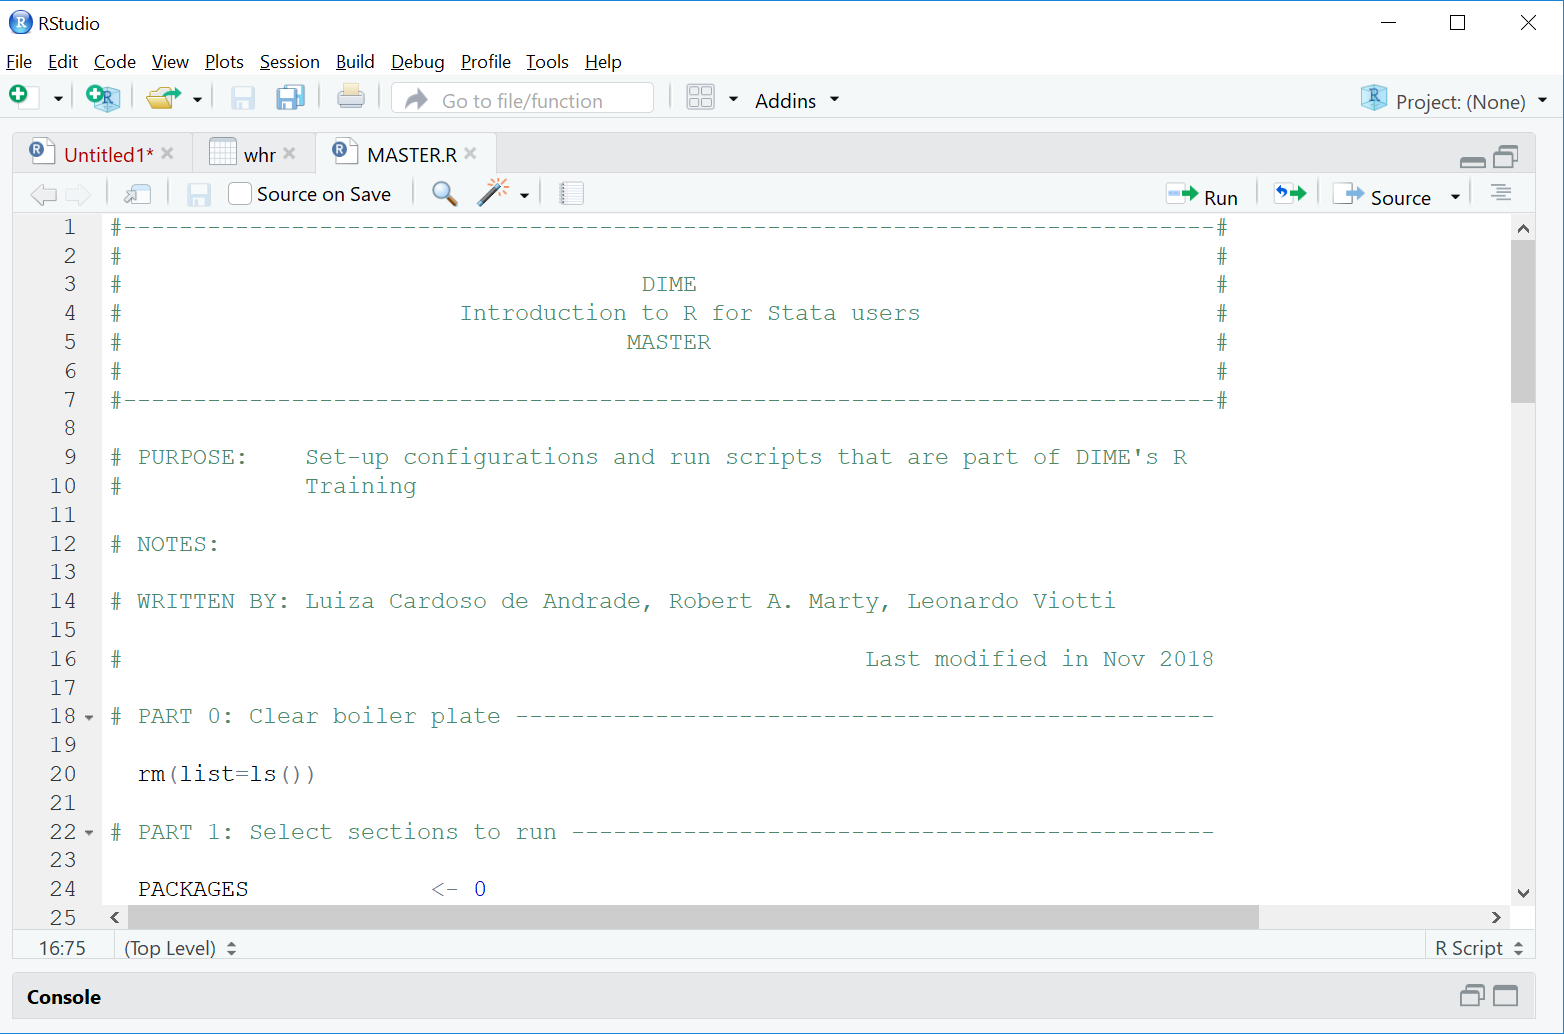 RStudio
File Edit Code View Plots Session Build Debug Profile Tools Help
Go to file/function Addins Project: (None)
Untitled1* whr MASTER.R
Source on Save Run Source
1 #------------------------------------------------------------------------------#
2 # #
3 # DIME #
4 # Introduction to R for Stata users #
5 # MASTER #
6 # #
7 #------------------------------------------------------------------------------#
8
9 # PURPOSE: Set-up configurations and run scripts that are part of DIME's R
10 # Training
11
12 # NOTES:
13
14 # WRITTEN BY: Luiza Cardoso de Andrade, Robert A. Marty, Leonardo Viotti
15
16 # Last modified in Nov 2018
17
18 # PART 0: Clear boiler plate --------------------------------------------------
19
20 rm(list=ls())
21
22 # PART 1: Select sections to run ----------------------------------------------
23
24 PACKAGES <- 0
25
16:75 (Top Level) R Script
Console